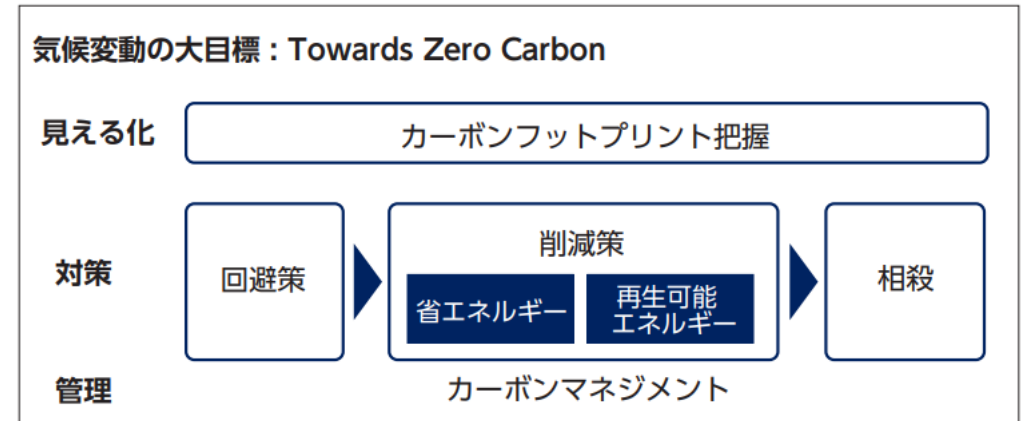 気候変動の大目標：Towards Zero Carbon
見える化
カーボンフットプリント把握
対策
回避策
削減策
省エネルギー
再生可能
エネルギー
相殺
管理
カーボンマネジメント